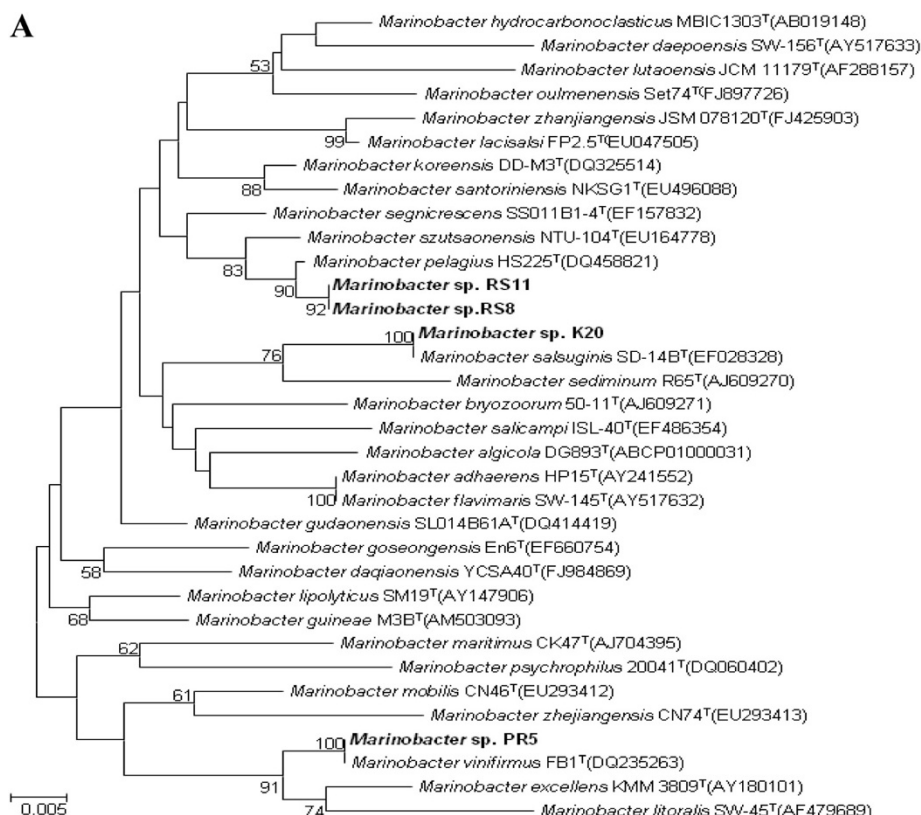 A
Marinobacter hydrocarbonoclasticus MBIC1303ᵀ(AB019148)
Marinobacter daepoensis SW-156ᵀ(AY517633)
53
Marinobacter lutaoensis JCM 11179ᵀ(AF288157)
Marinobacter oulmenensis Set74ᵀ(FJ897726)
Marinobacter zhanjiangensis JSM 078120ᵀ(FJ425903)
99
Marinobacter lacisalsi FP2.5ᵀ(EU047505)
Marinobacter koreensis DD-M3ᵀ(DQ325514)
88
Marinobacter santoriniensis NKSG1ᵀ(EU496088)
Marinobacter segnicrescens SS011B1-4ᵀ(EF157832)
Marinobacter szutsaonensis NTU-104ᵀ(EU164778)
83
Marinobacter pelagius HS225ᵀ(DQ458821)
90
Marinobacter sp. RS11
92
Marinobacter sp.RS8
Marinobacter sp. K20
100
76
Marinobacter salsuginis SD-14Bᵀ(EF028328)
Marinobacter sediminum R65ᵀ(AJ609270)
Marinobacter bryozoorum 50-11ᵀ(AJ609271)
Marinobacter salicampi ISL-40ᵀ(EF486354)
Marinobacter algicola DG893ᵀ(ABCP01000031)
Marinobacter adhaerens HP15ᵀ(AY241552)
100
Marinobacter flavimaris SW-145ᵀ(AY517632)
Marinobacter gudaonensis SL014B61Aᵀ(DQ414419)
Marinobacter goseongensis En6ᵀ(EF660754)
58
Marinobacter daqiaonensis YCSA40ᵀ(FJ984869)
Marinobacter lipolyticus SM19ᵀ(AY147906)
68
Marinobacter guineae M3Bᵀ(AM503093)
62
Marinobacter maritimus CK47ᵀ(AJ704395)
Marinobacter psychrophilus 20041ᵀ(DQ060402)
61
Marinobacter mobilis CN46ᵀ(EU293412)
Marinobacter zhejiangensis CN74ᵀ(EU293413)
Marinobacter sp. PR5
100
Marinobacter vinifirmus FB1ᵀ(DQ235263)
91
Marinobacter excellens KMM 3809ᵀ(AY180101)
74
Marinobacter litoralis SW-45ᵀ(AF479689)
0.005